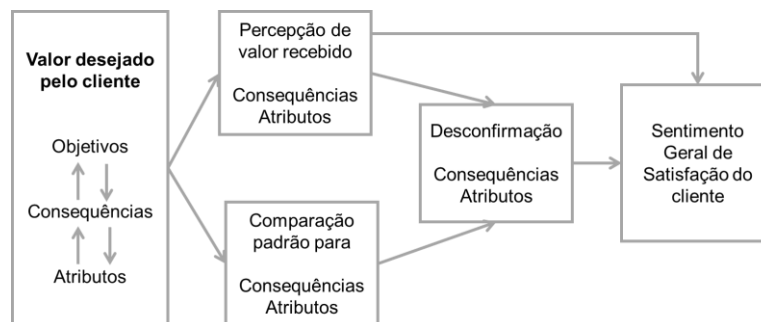 Valor desejado
pelo cliente
Objetivos
Consequências
Atributos
Percepção de
valor recebido
Consequências
Atributos
Comparação
padrão para
Consequências
Atributos
Desconfirmação
Consequências
Atributos
Sentimento
Geral de
Satisfação do
cliente